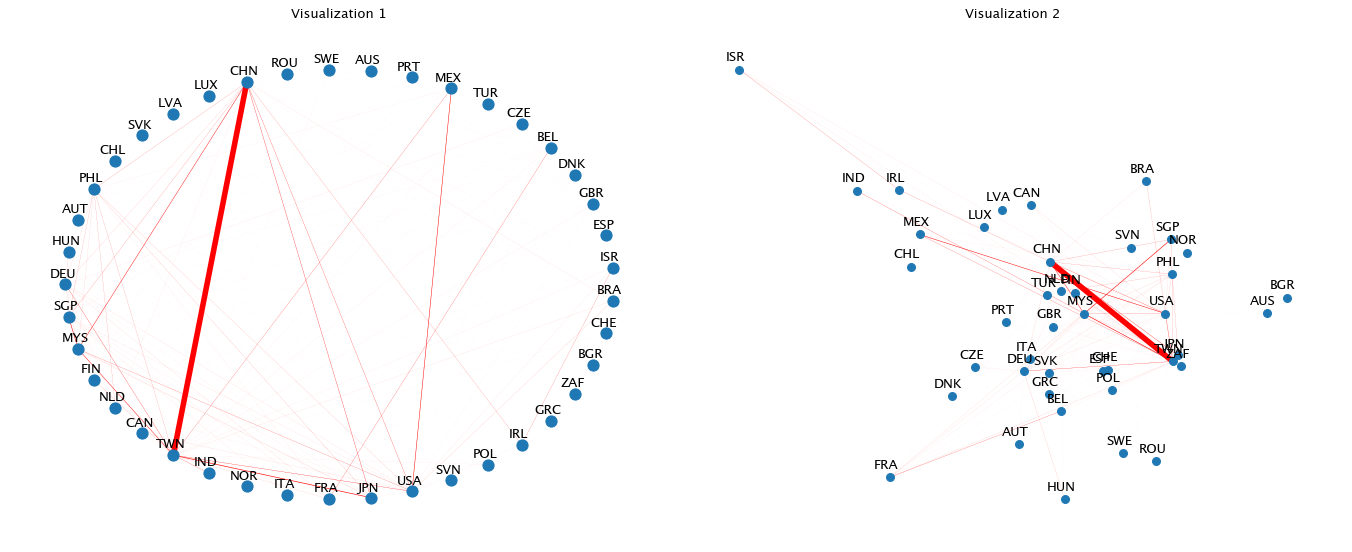 Visualization 1
SWE
AUS
ROU
PRT
CHN
MEX
LUX
TUR
LVA
CZE
SVK
BEL
CHL
DNK
PHL
GBR
AUT
ESP
HUN
ISR
DEU
BRA
SGP
CHE
MYS
BGR
FIN
ZAF
NLD
GRC
CAN
IRL
TWN
POL
IND
SVN
NOR
USA
ITA
JPN
FRA
Visualization 2
ISR
BRA
IND
IRL
LVA
CAN
LUX
MEX
SGP
SVN
NOR
CHN
CHL
PHL
NLD
FIN
TUR
BGR
MYS
USA
AUS
PRT
GBR
ITA
JPN
TWN
ZAF
CZE
DEU
SVK
ESP
CHE
DNK
GRC
POL
BEL
AUT
SWE
ROU
FRA
HUN